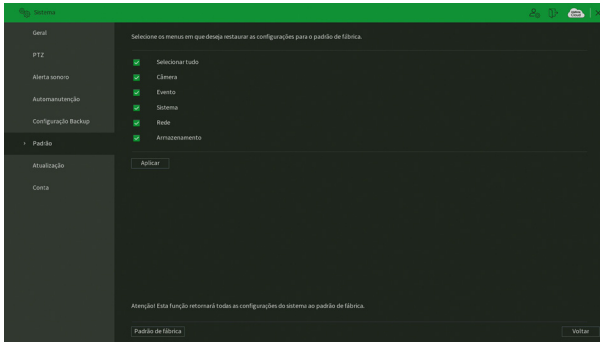 Sistema
Geral
PTZ
Alerta sonoro
Automanutenção
Configuração Backup
Padrão
Atualização
Conta
Selecione os menus em que deseja restaurar as configurações para o padrão de fábrica.
Selecionar tudo
Câmera
Evento
Sistema
Rede
Armazenamento
Aplicar
Atenção! Esta função retornará todas as configurações do sistema ao padrão de fábrica.
Padrão de fábrica
Voltar